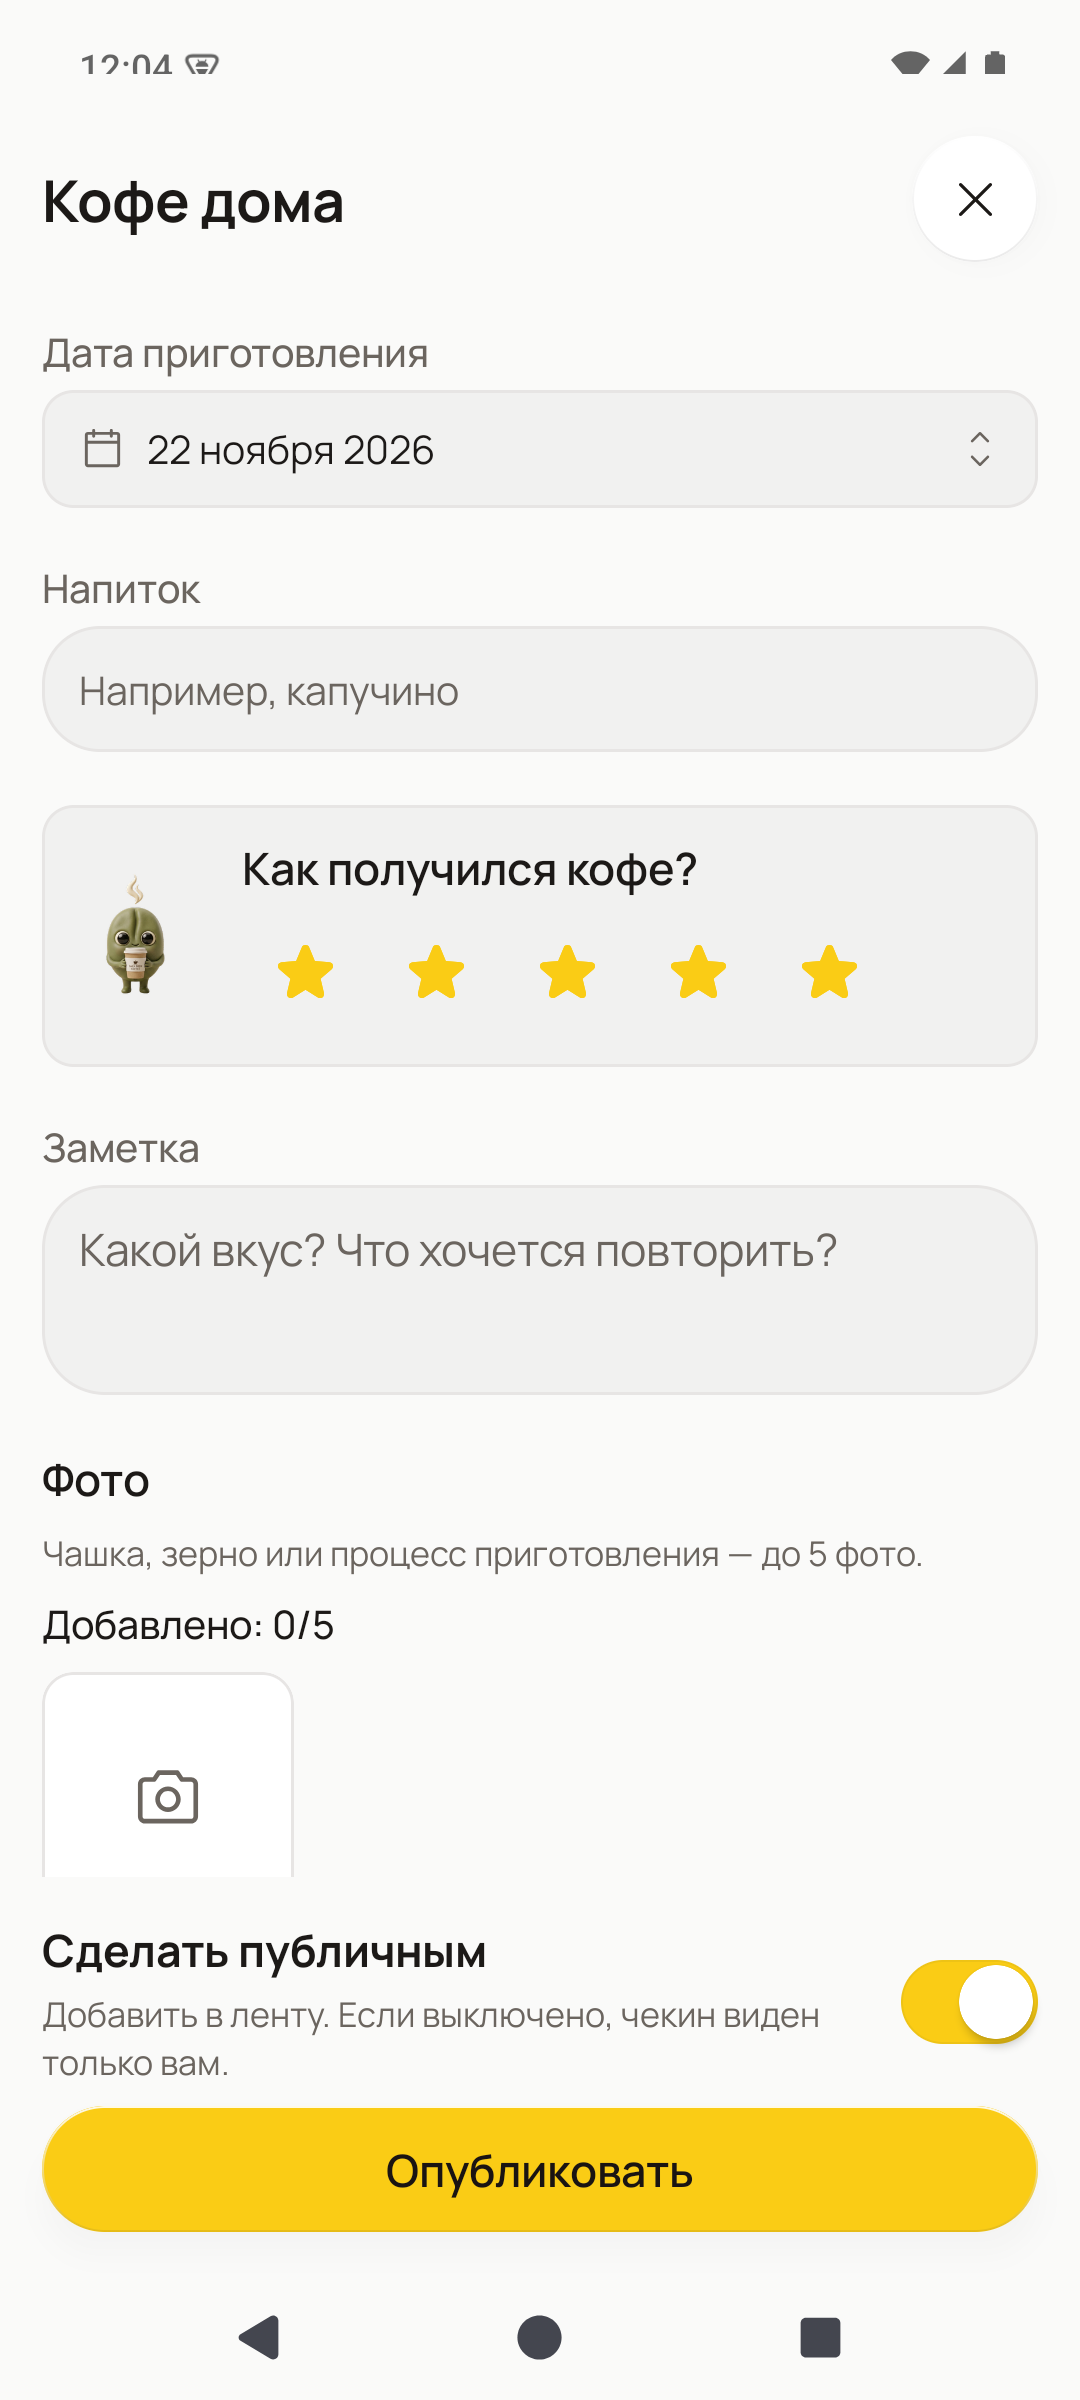 12:04
Кофе дома
Дата приготовления
22 ноября 2026
Напиток
Например, капучино
Как получился кофе?
Заметка
Какой вкус? Что хочется повторить?
Фото
Чашка, зерно или процесс приготовления — до 5 фото.
Добавлено: 0/5
Сделать публичным
Добавить в ленту. Если выключено, чекин виден
только вам.
Опубликовать